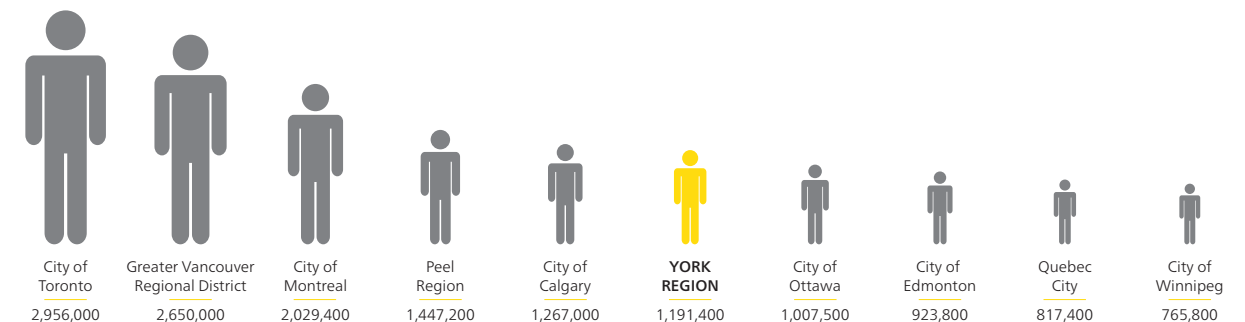 City of
Toronto
2,956,000
Greater Vancouver
Regional District
2,650,000
City of
Montreal
2,029,400
Peel
Region
1,447,200
City of
Calgary
1,267,000
YORK
REGION
1,191,400
City of
Ottawa
1,007,500
City of
Edmonton
923,800
Quebec
City
817,400
City of
Winnipeg
765,800